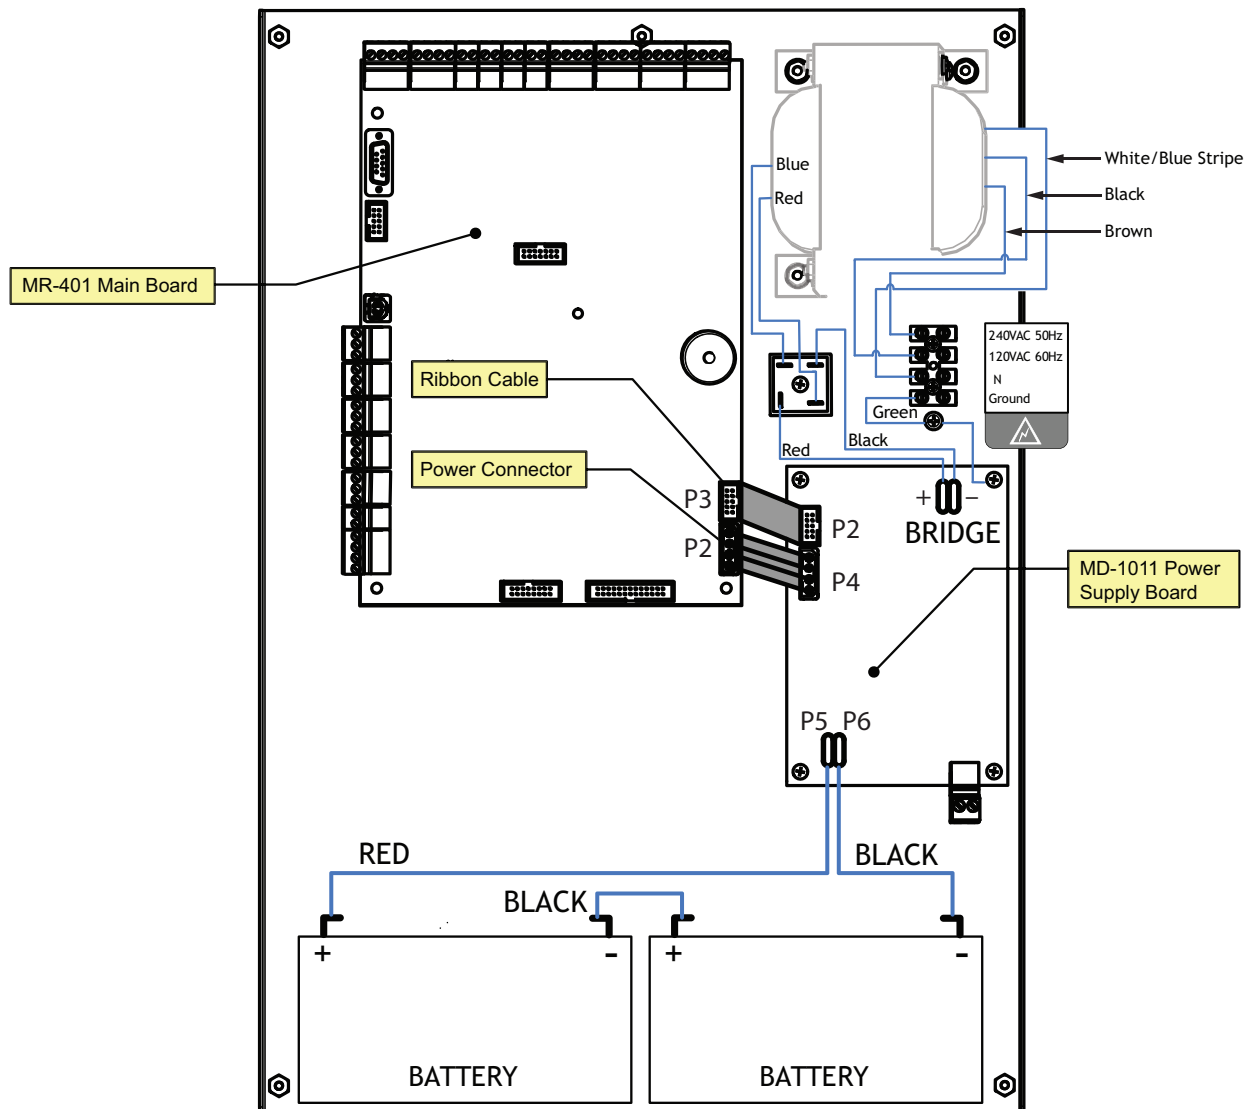 Blue
Red
White/Blue Stripe
Black
Brown
MR-401 Main Board
240VAC 50Hz
120VAC 60Hz
N
Ground
Ribbon Cable
Green
Red
Black
Power Connector
P3
P2
P2
P4
+
-
BRIDGE
MD-1011 Power
Supply Board
P5 P6
RED
BLACK
BLACK
+
-
+
-
BATTERY
BATTERY